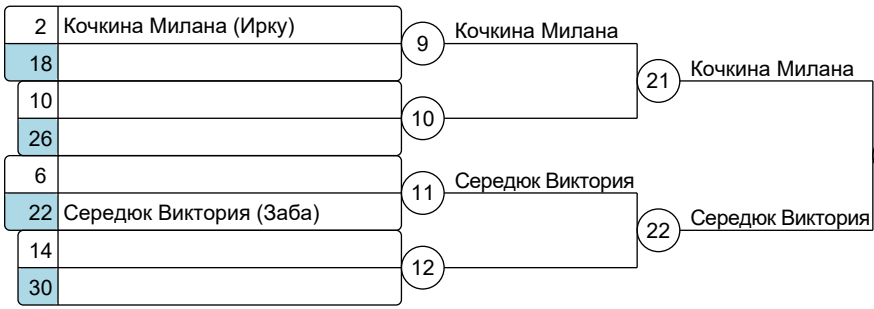 2 Кочкина Милана (Ирку)
18
10
26
6
22 Середюк Виктория (Заба)
14
30
9 Кочкина Милана
10
11 Середюк Виктория
12
21 Кочкина Милана
22 Середюк Виктория